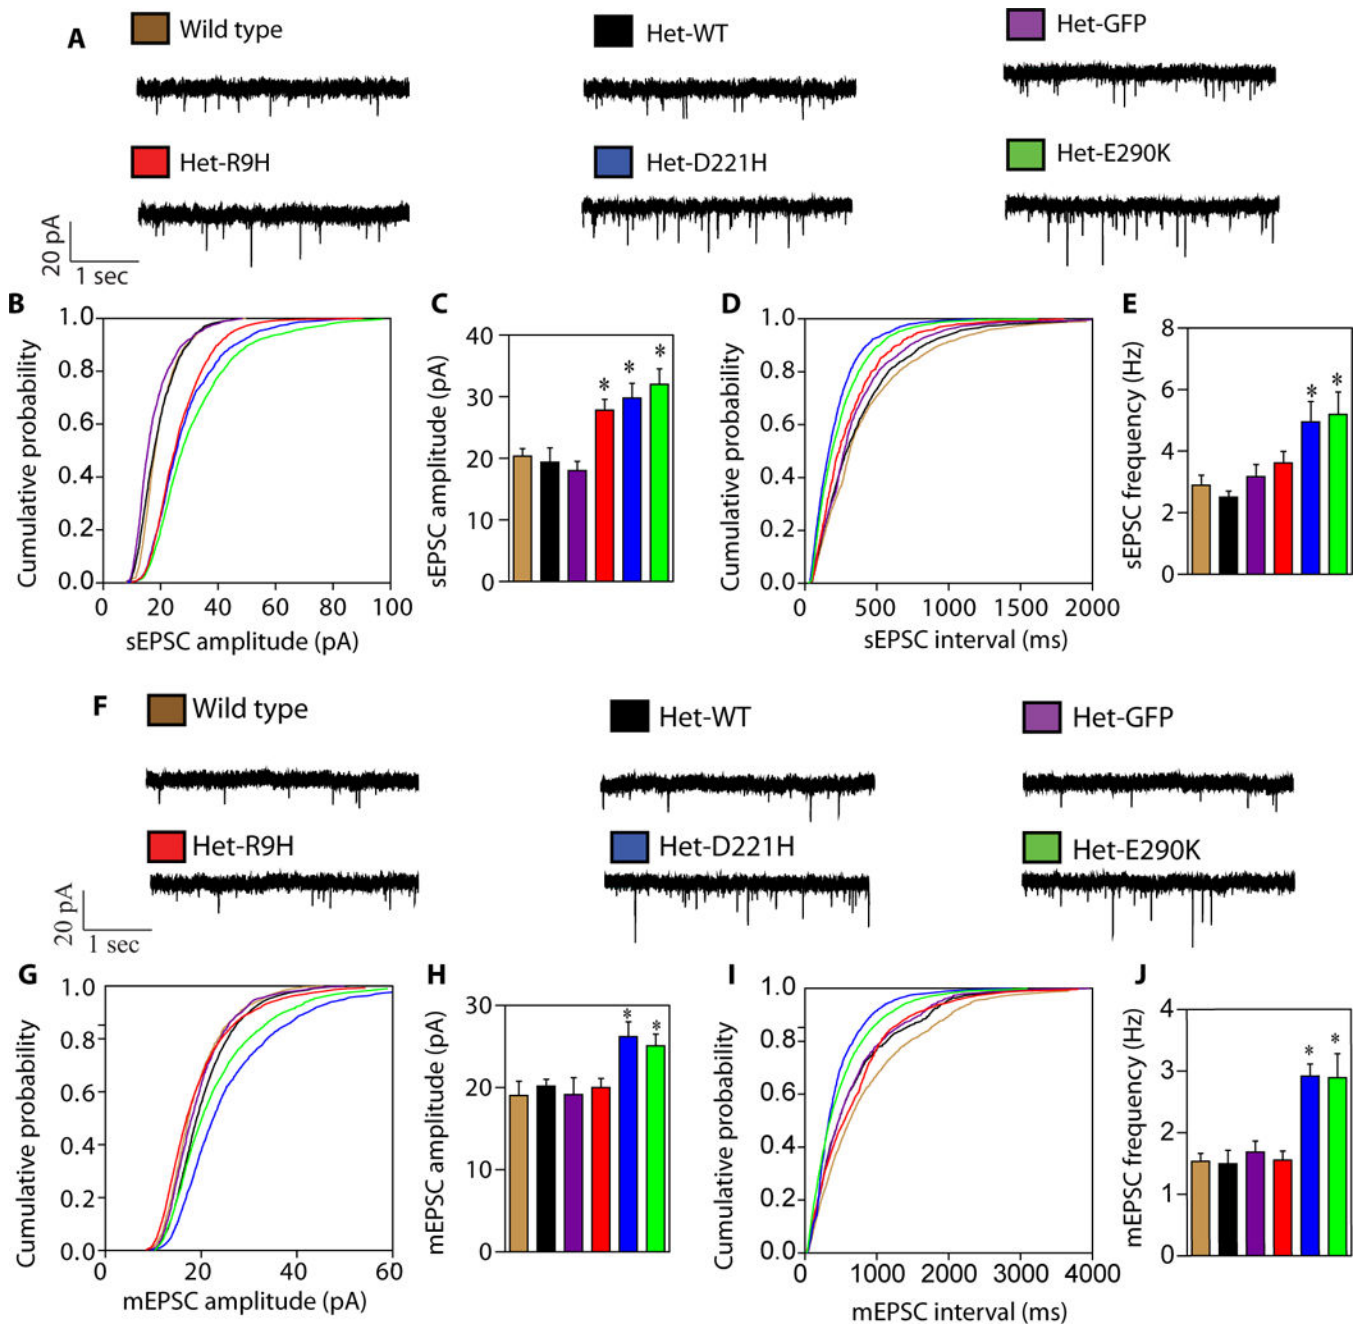 A
Wild type
Het-WT
Het-GFP
Het-R9H
Het-D221H
Het-E290K
20 pA
1 sec
B
1.0
0.8
0.6
0.4
0.2
0.0
Cumulative probability
0 20 40 60 80 100
sEPSC amplitude (pA)
C
40
30
20
10
0
sEPSC amplitude (pA)
* * *
D
1.0
0.8
0.6
0.4
0.2
0.0
Cumulative probability
0 500 1000 1500 2000
sEPSC interval (ms)
E
8
6
4
2
0
sEPSC frequency (Hz)
* *
F
Wild type
Het-WT
Het-GFP
Het-R9H
Het-D221H
Het-E290K
20 pA
1 sec
G
1.0
0.8
0.6
0.4
0.2
0.0
Cumulative probability
0 20 40 60
mEPSC amplitude (pA)
H
30
20
10
0
mEPSC amplitude (pA)
* *
I
1.0
0.8
0.6
0.4
0.2
0.0
Cumulative probability
0 1000 2000 3000 4000
mEPSC interval (ms)
J
4
3
2
1
0
mEPSC frequency (Hz)
* *